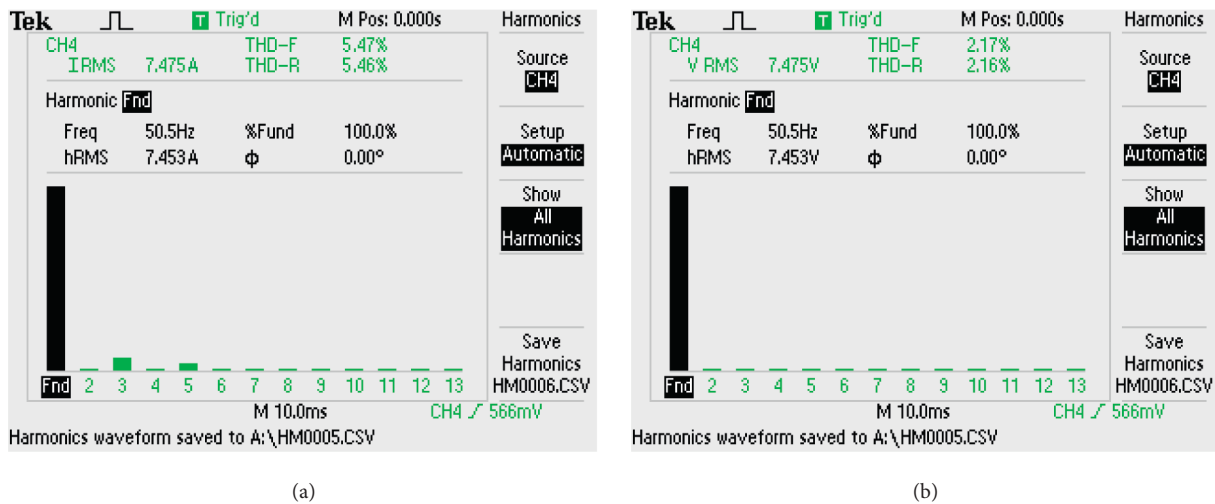 Tek T Trig'd M Pos: 0.000s Harmonics
CH4 THD–F 5.47%
I RMS 7.475A THD–R 5.46%
Source
CH4
Harmonic Fnd
Freq 50.5Hz %Fund 100.0%
hRMS 7.453A ϕ 0.00°
Setup
Automatic
Show
All
Harmonics
Save
Harmonics
HM0006.CSV
Fnd 2 3 4 5 6 7 8 9 10 11 12 13
M 10.0ms CH4 566mV
Harmonics waveform saved to A:\HM0005.CSV
(a)
Tek T Trig'd M Pos: 0.000s Harmonics
CH4 THD–F 2.17%
V RMS 7.475V THD–R 2.16%
Source
CH4
Harmonic Fnd
Freq 50.5Hz %Fund 100.0%
hRMS 7.453V ϕ 0.00°
Setup
Automatic
Show
All
Harmonics
Save
Harmonics
HM0006.CSV
Fnd 2 3 4 5 6 7 8 9 10 11 12 13
M 10.0ms CH4 566mV
Harmonics waveform saved to A:\HM0005.CSV
(b)